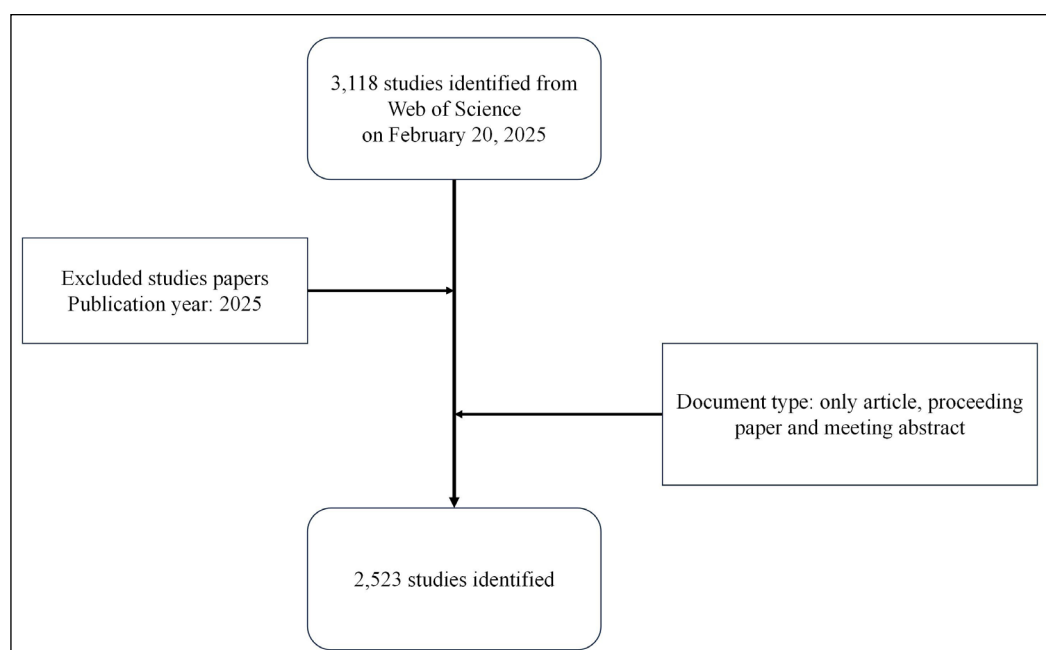 3,118 studies identified from
Web of Science
on February 20, 2025
Excluded studies papers
Publication year: 2025
Document type: only article, proceeding
paper and meeting abstract
2,523 studies identified